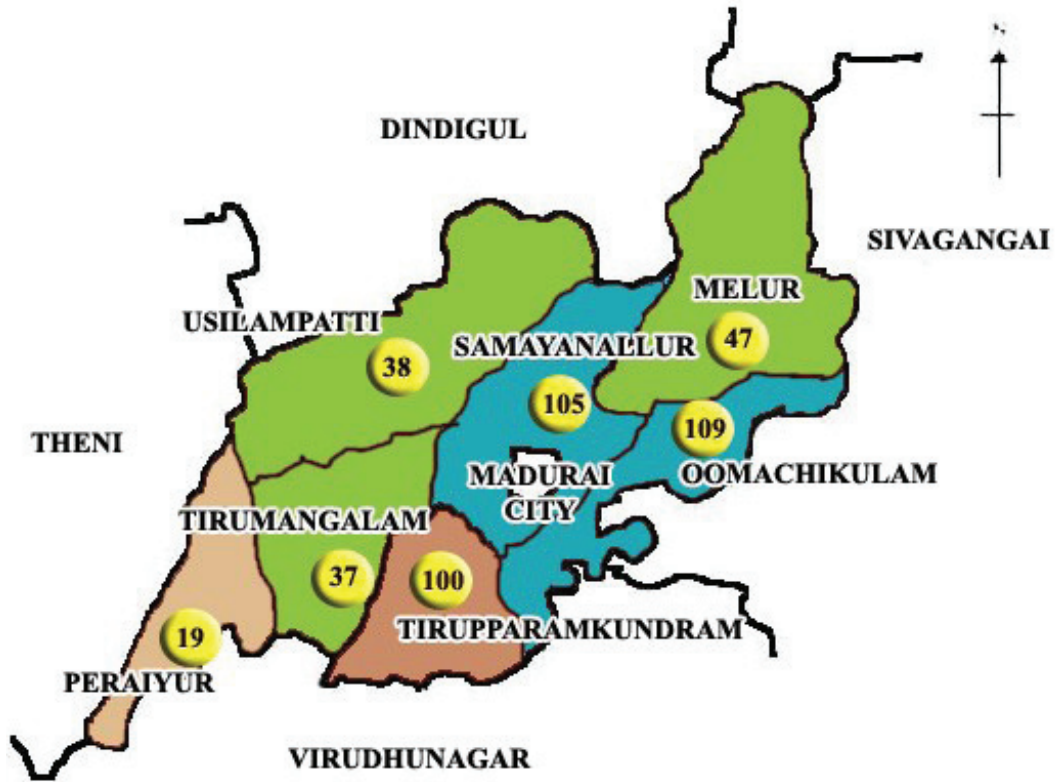 DINDIGUL
SIVAGANGAI
MELUR
47
USILAMPATTI
38
SAMAYANALLUR
105
109
THENI
OOMACHIKULAM
MADURAI
CITY
TIRUMANGALAM
37
100
TIRUPPARAMKUNDRAM
19
PERAIYUR
VIRUDHUNAGAR